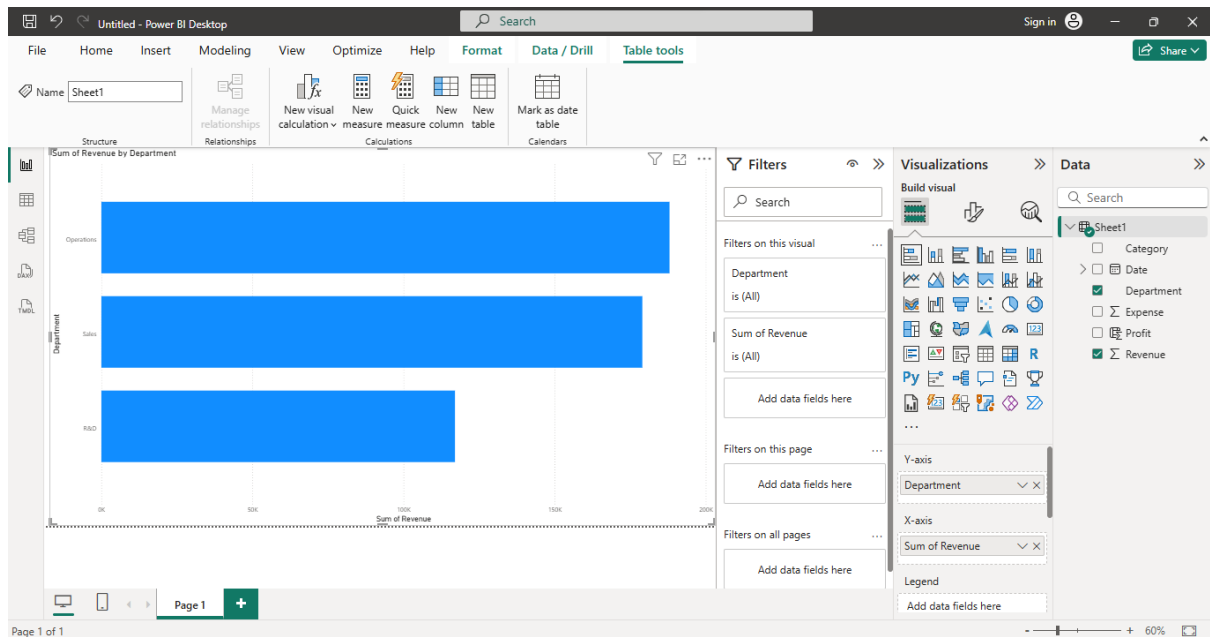 Untitled - Power BI Desktop
Search
Sign in
File Home Insert Modeling View Optimize Help Format Data / Drill Table tools
Share
Name Sheet1
Manage relationships
New visual calculation
New measure
Quick measure
New column
New table
Mark as date table
Structure
Relationships
Calculations
Calendars
Sum of Revenue by Department
Department
Operations
Sales
R&D
0K 50K 100K 150K 200K
Sum of Revenue
Filters
Search
Filters on this visual ...
Department
is (All)
Sum of Revenue
is (All)
Add data fields here
Filters on this page ...
Add data fields here
Filters on all pages ...
Add data fields here
Visualizations
Build visual
123
R
Py
123
...
Y-axis
Department
X-axis
Sum of Revenue
Legend
Add data fields here
Data
Search
Sheet1
Category
Date
Department
Σ Expense
Profit
Σ Revenue
DAX
TMDL
Page 1
+
Page 1 of 1
- + 60%